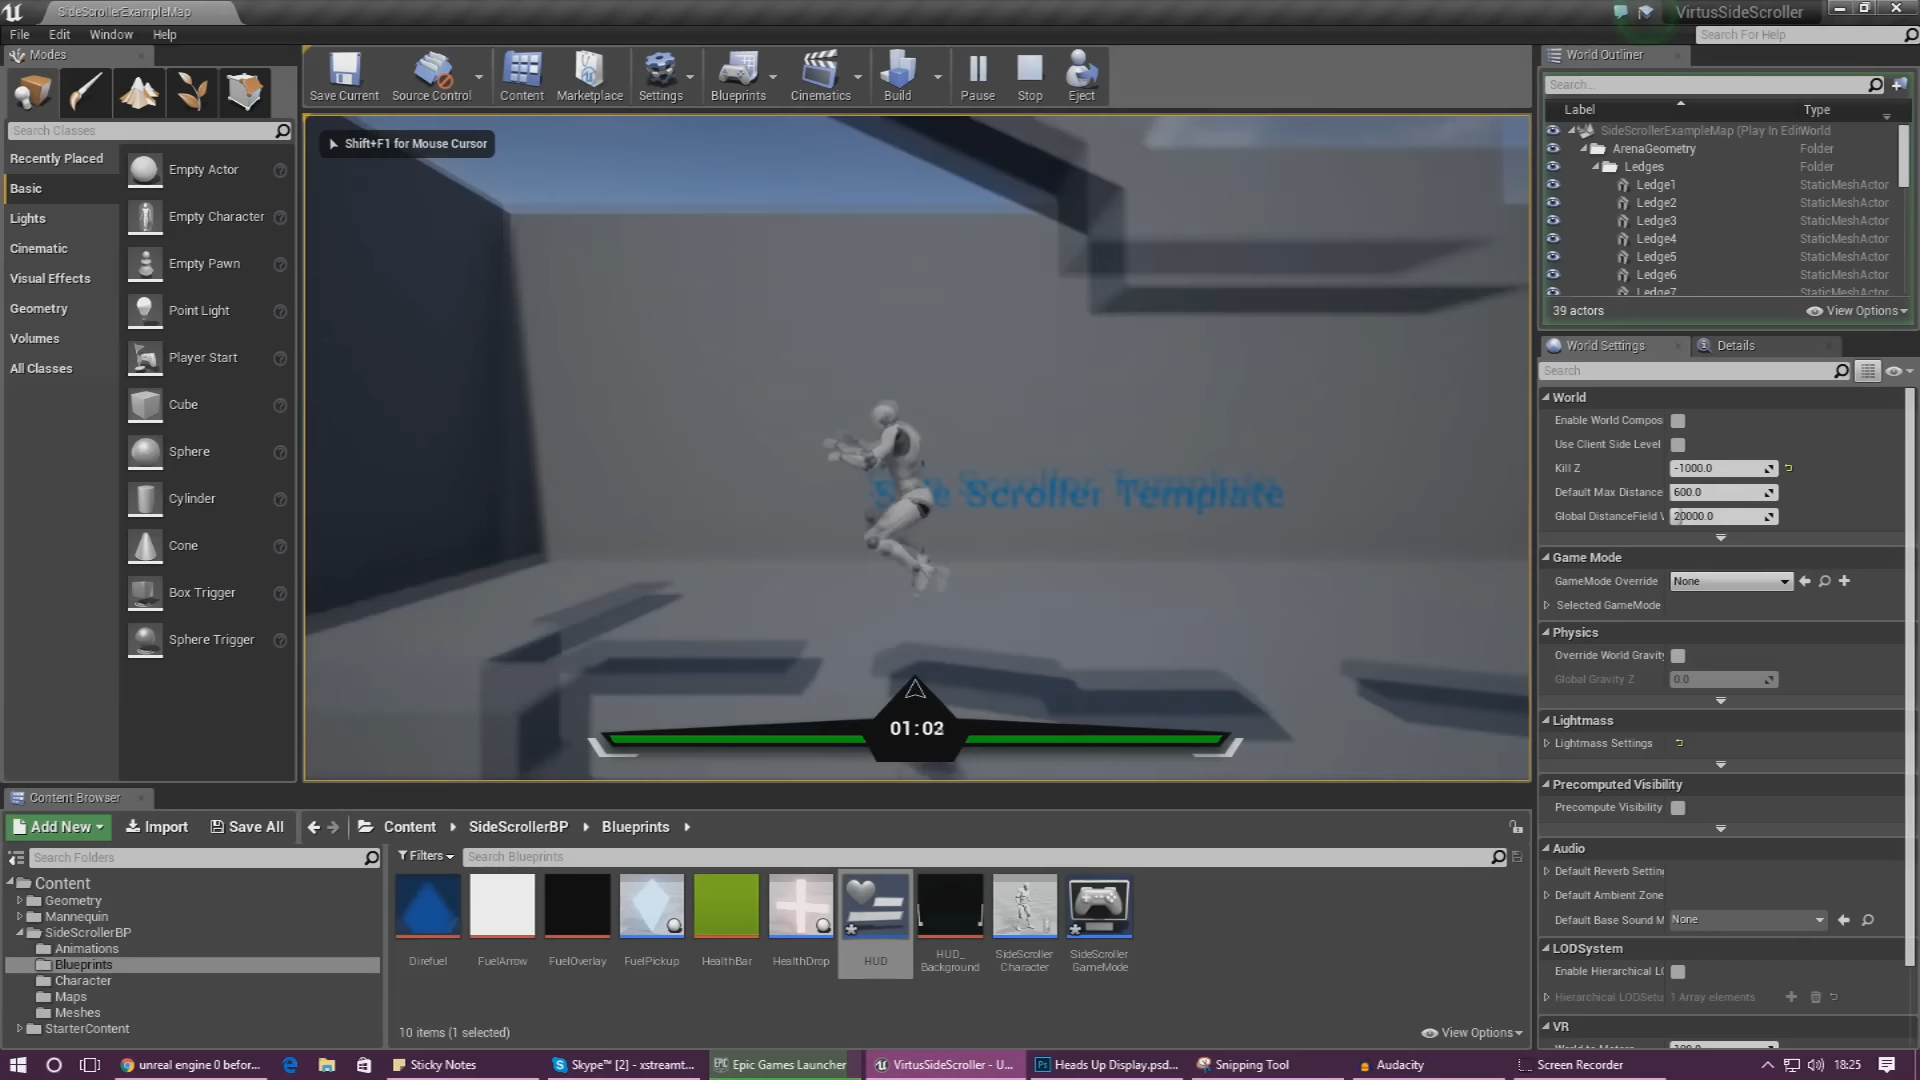 SideScrollerExampleMap
VirtusSideScroller
File Edit Window Help
Search For Help
Modes
Save Current Source Control Content Marketplace Settings Blueprints Cinematics Build Pause Stop Eject
World Outliner
Search...
Label Type
Search Classes
Recently Placed
Basic
Lights
Cinematic
Visual Effects
Geometry
Volumes
All Classes
Empty Actor
Empty Character
Empty Pawn
Point Light
Player Start
Cube
Sphere
Cylinder
Cone
Box Trigger
Sphere Trigger
Shift+F1 for Mouse Cursor
Side Scroller Template
01:02
SideScrollerExampleMap (Play In Edi World
ArenaGeometry Folder
Ledges Folder
Ledge1 StaticMeshActor
Ledge2 StaticMeshActor
Ledge3 StaticMeshActor
Ledge4 StaticMeshActor
Ledge5 StaticMeshActor
Ledge6 StaticMeshActor
Ledge7 StaticMeshActor
39 actors View Options
World Settings Details
Search
World
Enable World Compos
Use Client Side Level
Kill Z -1000.0
Default Max Distance 600.0
Global DistanceField V 20000.0
Game Mode
GameMode Override None
Selected GameMode
Physics
Override World Gravity
Global Gravity Z 0.0
Lightmass
Lightmass Settings
Precomputed Visibility
Precompute Visibility
Audio
Default Reverb Setting
Default Ambient Zone
Default Base Sound M None
LODSystem
Enable Hierarchical LO
Hierarchical LODSetu 1 Array elements
VR
World to Meters 100.0
Content Browser
Add New Import Save All Content SideScrollerBP Blueprints
Search Folders
Filters Search Blueprints
Content
Geometry
Mannequin
SideScrollerBP
Animations
Blueprints
Character
Maps
Meshes
StarterContent
Direfuel
FuelArrow
FuelOverlay
FuelPickup
HealthBar
HealthDrop
HUD
HUD_
Background
SideScroller
Character
SideScroller
GameMode
10 items (1 selected) View Options
unreal engine 0 befor... Sticky Notes Skype™ [2] - xstreamt... Epic Games Launcher VirtusSideScroller - U... Heads Up Display.psd... Snipping Tool Audacity Screen Recorder 18:25